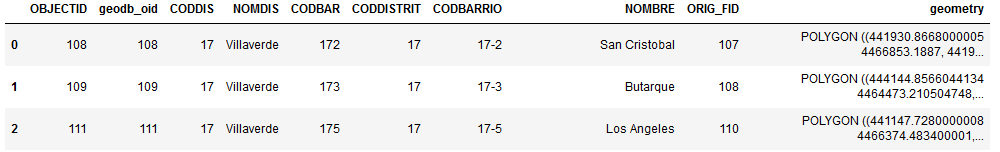 OBJECTID geodb_oid CODDIS NOMDIS CODBAR CODDISTRIT CODBARRIO NOMBRE ORIG_FID geometry
0 108 108 17 Villaverde 172 17 17-2 San Cristobal 107 POLYGON ((441930.8668000005
4466853.1887, 4419...
1 109 109 17 Villaverde 173 17 17-3 Butarque 108 POLYGON ((444144.8566044134
4464473.210504748,...
2 111 111 17 Villaverde 175 17 17-5 Los Angeles 110 POLYGON ((441147.7280000008
4466374.483400001,...